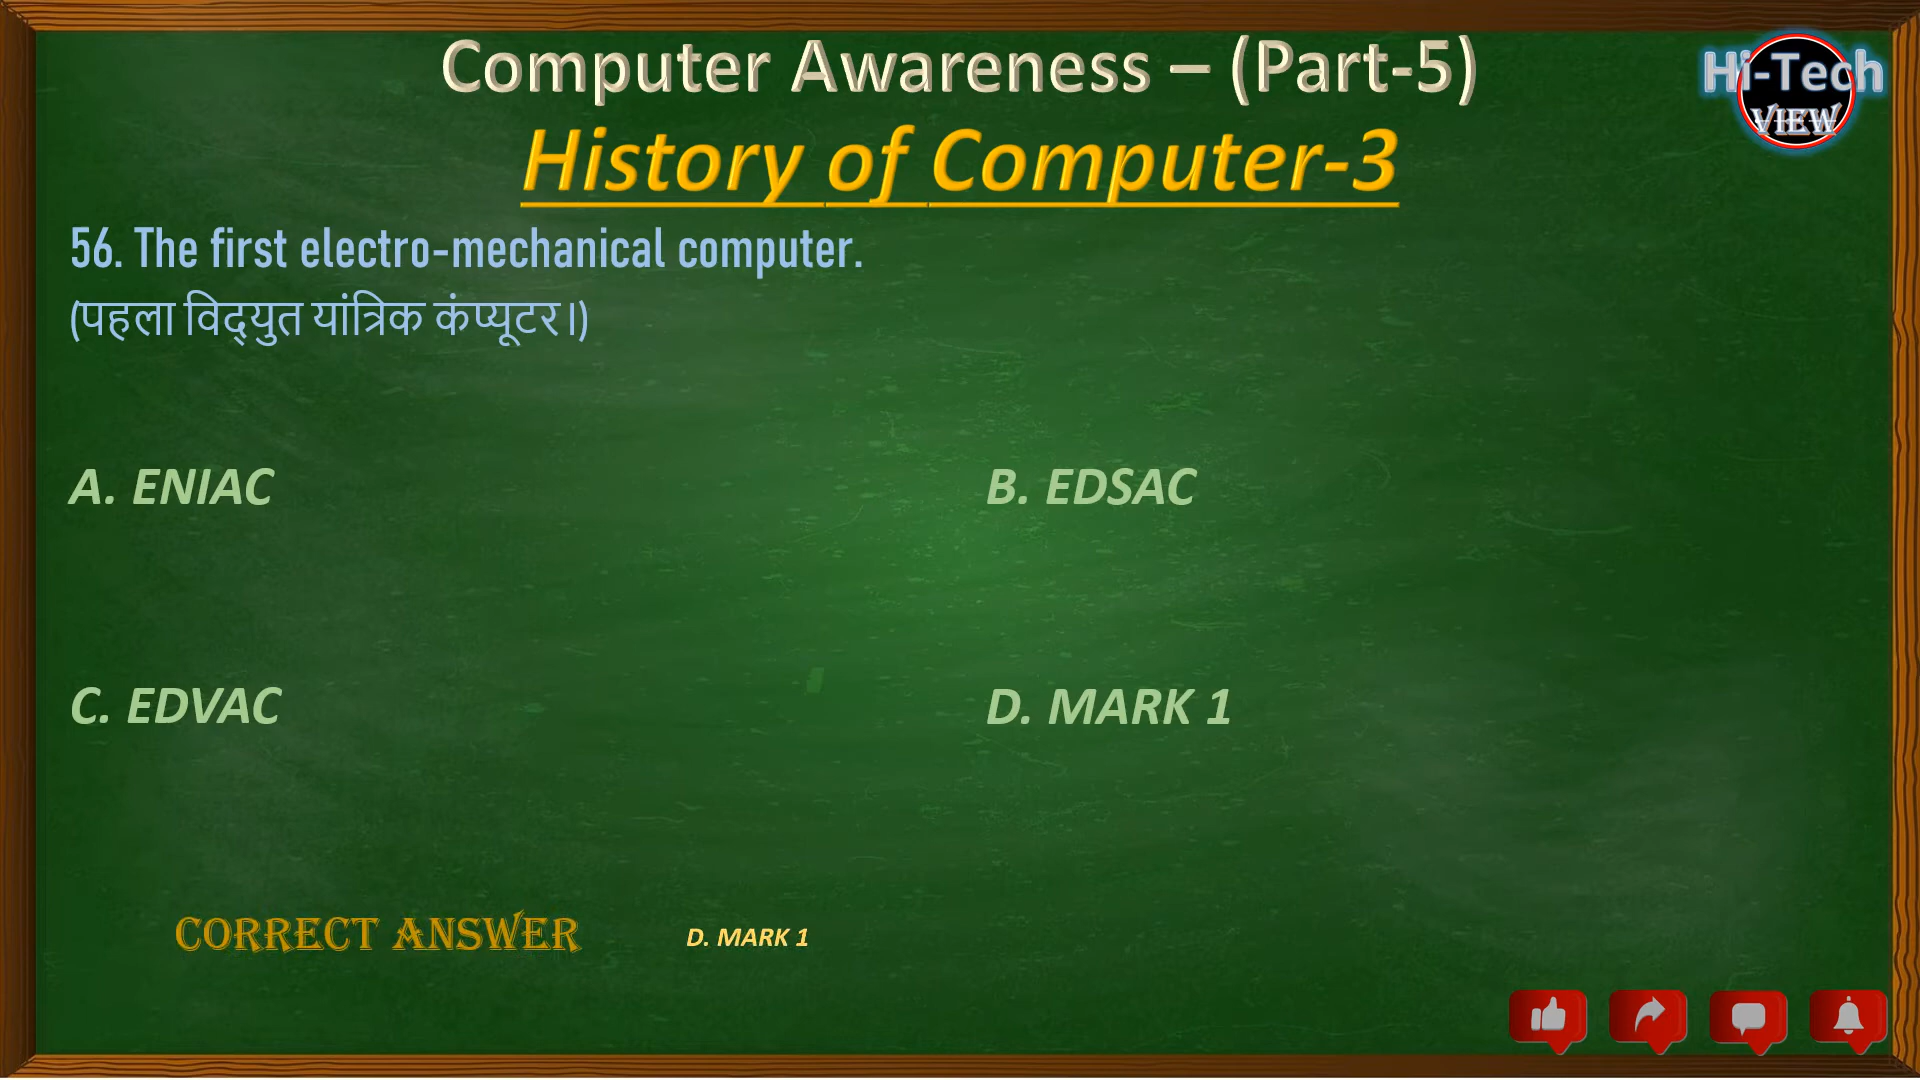 Computer Awareness – (Part-5)
Hi-Tech
VIEW
History of Computer-3
56. The first electro-mechanical computer.
(पहला विद्युत यांत्रिक कंप्यूटर।)
A. ENIAC
B. EDSAC
C. EDVAC
D. MARK 1
CORRECT ANSWER
D. MARK 1